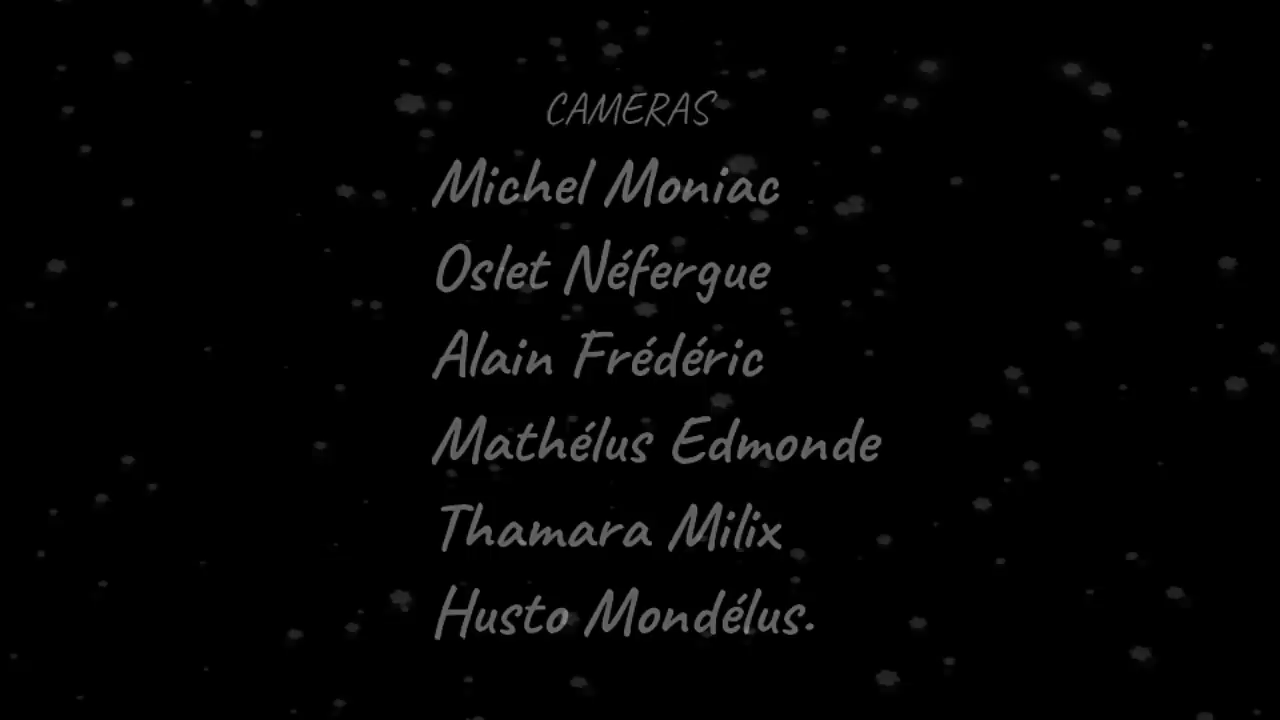 CAMERAS
Michel Moniac
Oslet Néfergue
Alain Frédéric
Mathélus Edmonde
Thamara Milix
Husto Mondélus.